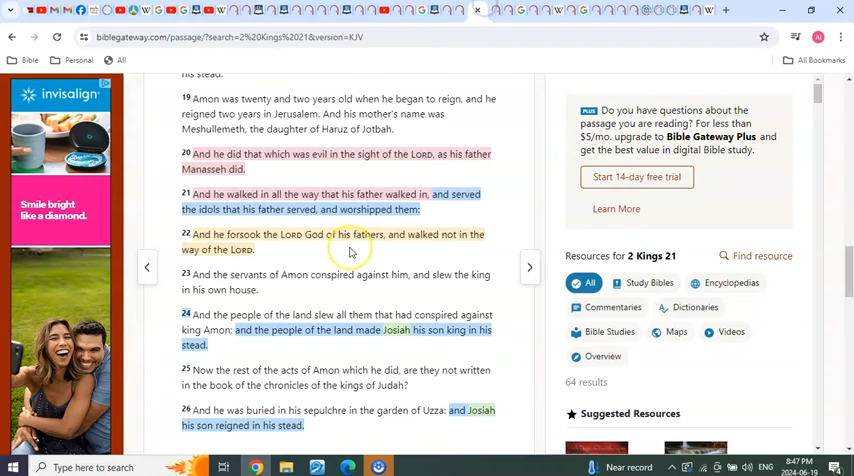 biblegateway.com/passage/?search=2%20Kings%2021&version=KJV
AI
Bible
Personal
All
All Bookmarks
his stead.
19 Amon was twenty and two years old when he began to reign, and he
reigned two years in Jerusalem. And his mother's name was
Meshullemeth, the daughter of Haruz of Jotbah.
20 And he did that which was evil in the sight of the LORD, as his father
Manasseh did.
21 And he walked in all the way that his father walked in, and served
the idols that his father served, and worshipped them:
22 And he forsook the LORD God of his fathers, and walked not in the
way of the LORD.
23 And the servants of Amon conspired against him, and slew the king
in his own house.
24 And the people of the land slew all them that had conspired against
king Amon; and the people of the land made Josiah his son king in his
stead.
25 Now the rest of the acts of Amon which he did, are they not written
in the book of the chronicles of the kings of Judah?
26 And he was buried in his sepulchre in the garden of Uzza: and Josiah
his son reigned in his stead.
invisalign
Smile bright
like a diamond.
PLUS Do you have questions about the
passage you are reading? For less than
$5/mo. upgrade to Bible Gateway Plus and
get the best value in digital Bible study.
Start 14-day free trial
Learn More
Resources for 2 Kings 21
Find resource
All
Study Bibles
Encyclopedias
Commentaries
Dictionaries
Bible Studies
Maps
Videos
Overview
64 results
Suggested Resources
Type here to search
Near record
ENG
8:47 PM
2024-06-19